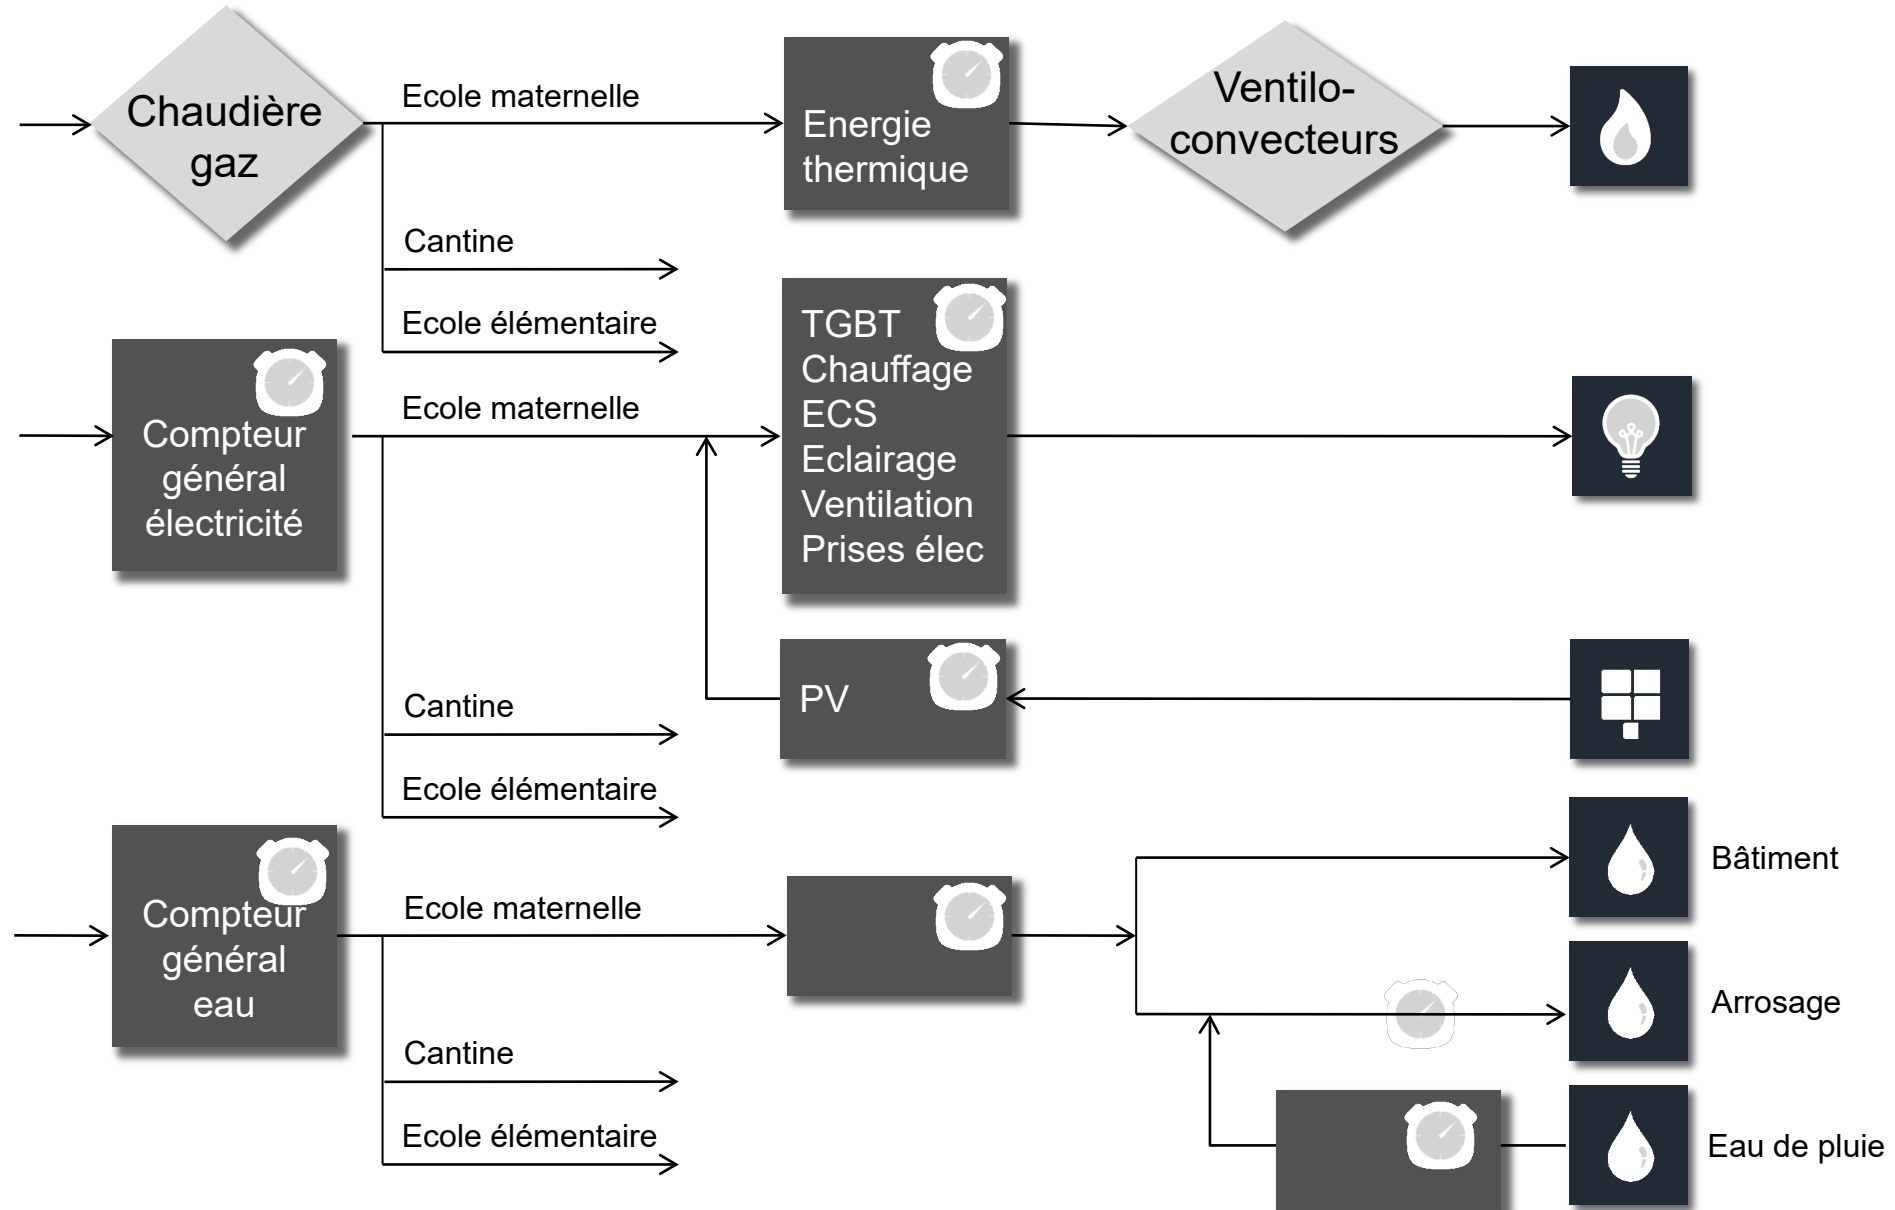 Chaudière
gaz
Ecole maternelle
Energie
thermique
Ventilo-
convecteurs
Cantine
Ecole élémentaire
Compteur
général
électricité
Ecole maternelle
TGBT
Chauffage
ECS
Eclairage
Ventilation
Prises élec
PV
Cantine
Ecole élémentaire
Compteur
général
eau
Ecole maternelle
Bâtiment
Arrosage
Cantine
Ecole élémentaire
Eau de pluie